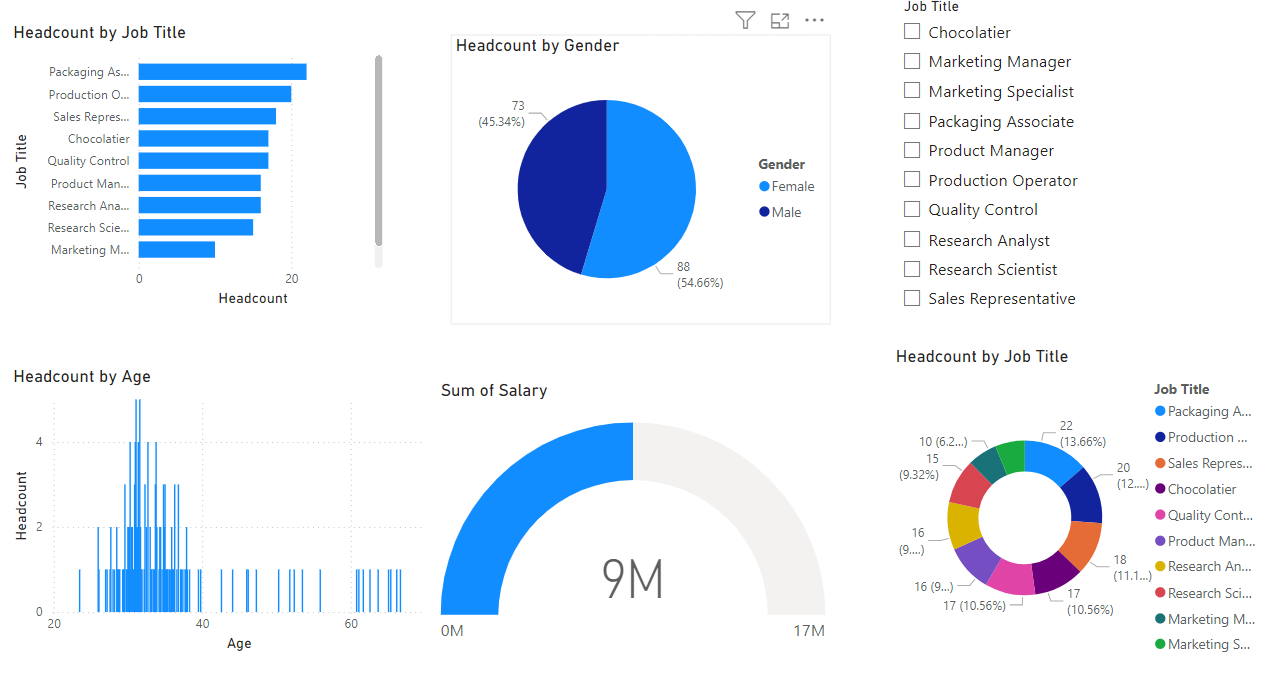 Headcount by Job Title
Job Title
Packaging As...
Production O...
Sales Repres...
Chocolatier
Quality Control
Product Man...
Research Ana...
Research Scie...
Marketing M...
0
20
Headcount
Headcount by Gender
73
(45.34%)
88
(54.66%)
Gender
Female
Male
Job Title
Chocolatier
Marketing Manager
Marketing Specialist
Packaging Associate
Product Manager
Production Operator
Quality Control
Research Analyst
Research Scientist
Sales Representative
Headcount by Age
Headcount
4
2
0
20
40
60
Age
Sum of Salary
9M
0M
17M
Headcount by Job Title
22
(13.66%)
20
(12....)
18
(11.1...)
17
(10.56%)
17 (10.56%)
16 (9...)
16
(9....)
15
(9.32%)
10 (6.2...)
Job Title
Packaging A...
Production ...
Sales Repres...
Chocolatier
Quality Cont...
Product Man...
Research An...
Research Sci...
Marketing M...
Marketing S...